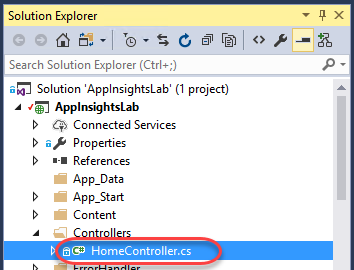 Solution Explorer
Search Solution Explorer (Ctrl+;)
Solution 'AppInsightsLab' (1 project)
AppInsightsLab
Connected Services
Properties
References
App_Data
App_Start
Content
Controllers
HomeController.cs
ErrorHandler